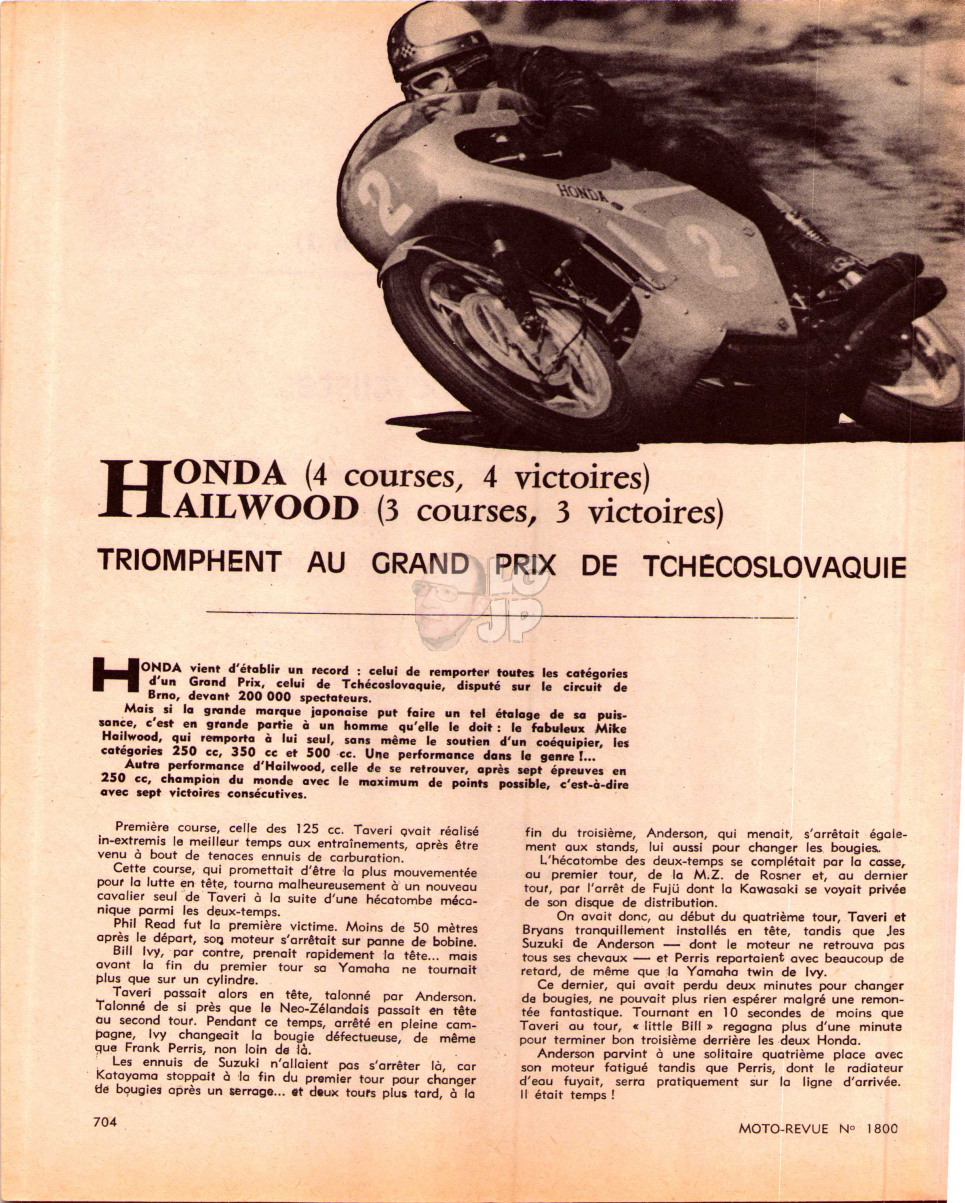 2
HONDA
2
HONDA (4 courses, 4 victoires)
HAILWOOD (3 courses, 3 victoires)
TRIOMPHENT AU GRAND PRIX DE TCHÉCOSLOVAQUIE
LG
JP
HONDA vient d'établir un record : celui de remporter toutes les catégories
d'un Grand Prix, celui de Tchécoslovaquie, disputé sur le circuit de
Brno, devant 200 000 spectateurs.
Mais si la grande marque japonaise put faire un tel étalage de sa puis-
sance, c'est en grande partie à un homme qu'elle le doit : le fabuleux Mike
Hailwood, qui remporta à lui seul, sans même le soutien d'un coéquipier, les
catégories 250 cc, 350 cc et 500 cc. Une performance dans le genre !...
Autre performance d'Hailwood, celle de se retrouver, après sept épreuves en
250 cc, champion du monde avec le maximum de points possible, c'est-à-dire
avec sept victoires consécutives.
Première course, celle des 125 cc. Taveri avait réalisé
in-extremis le meilleur temps aux entraînements, après être
venu à bout de tenaces ennuis de carburation.
Cette course, qui promettait d'être la plus mouvementée
pour la lutte en tête, tourna malheureusement à un nouveau
cavalier seul de Taveri à la suite d'une hécatombe méca-
nique parmi les deux-temps.
Phil Read fut la première victime. Moins de 50 mètres
après le départ, son moteur s'arrêtait sur panne de bobine.
Bill Ivy, par contre, prenait rapidement la tête... mais
avant la fin du premier tour sa Yamaha ne tournait
plus que sur un cylindre.
Taveri passait alors en tête, talonné par Anderson.
Talonné de si près que le Neo-Zélandais passait en tête
au second tour. Pendant ce temps, arrêté en pleine cam-
pagne, Ivy changeait la bougie défectueuse, de même
que Frank Perris, non loin de là.
Les ennuis de Suzuki n'allaient pas s'arrêter là, car
Katayama stoppait à la fin du premier tour pour changer
de bougies après un serrage... et deux tours plus tard, à la
fin du troisième, Anderson, qui menait, s'arrêtait égale-
ment aux stands, lui aussi pour changer les bougies.
L'hécatombe des deux-temps se complétait par la casse,
au premier tour, de la M.Z. de Rosner et, au dernier
tour, par l'arrêt de Fujü dont la Kawasaki se voyait privée
de son disque de distribution.
On avait donc, au début du quatrième tour, Taveri et
Bryans tranquillement installés en tête, tandis que les
Suzuki de Anderson — dont le moteur ne retrouva pas
tous ses chevaux — et Perris repartaient avec beaucoup de
retard, de même que la Yamaha twin de Ivy.
Ce dernier, qui avait perdu deux minutes pour changer
de bougies, ne pouvait plus rien espérer malgré une remon-
tée fantastique. Tournant en 10 secondes de moins que
Taveri au tour, « little Bill » regagna plus d'une minute
pour terminer bon troisième derrière les deux Honda.
Anderson parvint à une solitaire quatrième place avec
son moteur fatigué tandis que Perris, dont le radiateur
d'eau fuyait, serra pratiquement sur la ligne d'arrivée.
Il était temps !
704
MOTO-REVUE N° 1800